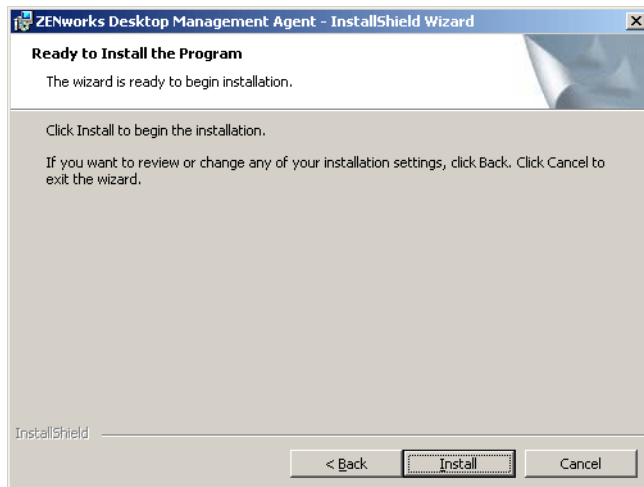 ZENworks Desktop Management Agent - InstallShield Wizard
Ready to Install the Program
The wizard is ready to begin installation.
Click Install to begin the installation.
If you want to review or change any of your installation settings, click Back. Click Cancel to
exit the wizard.
InstallShield
< Back Install Cancel